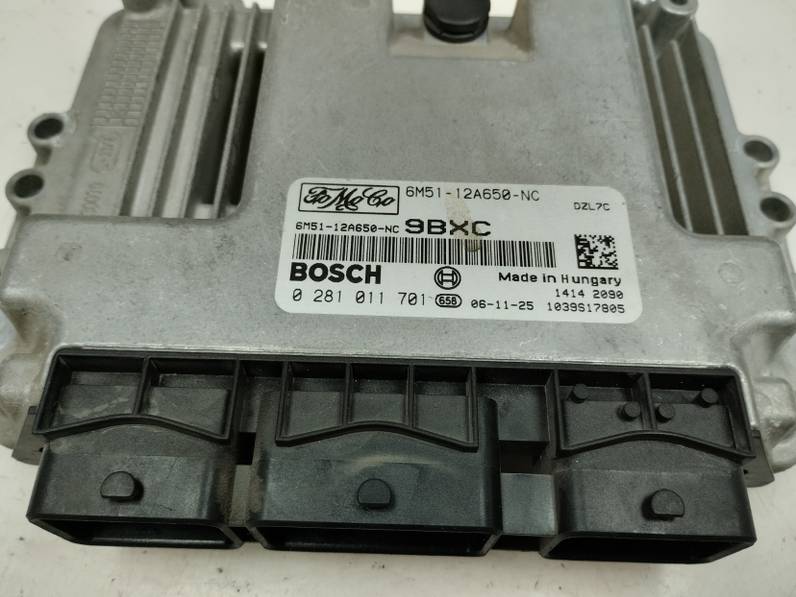 FoMoCo 6M51-12A650-NC DZL7C
6M51-12A650-NC 9BXC
BOSCH Made in Hungary
1414 2090
0 281 011 701 658 06-11-25 1039S17805